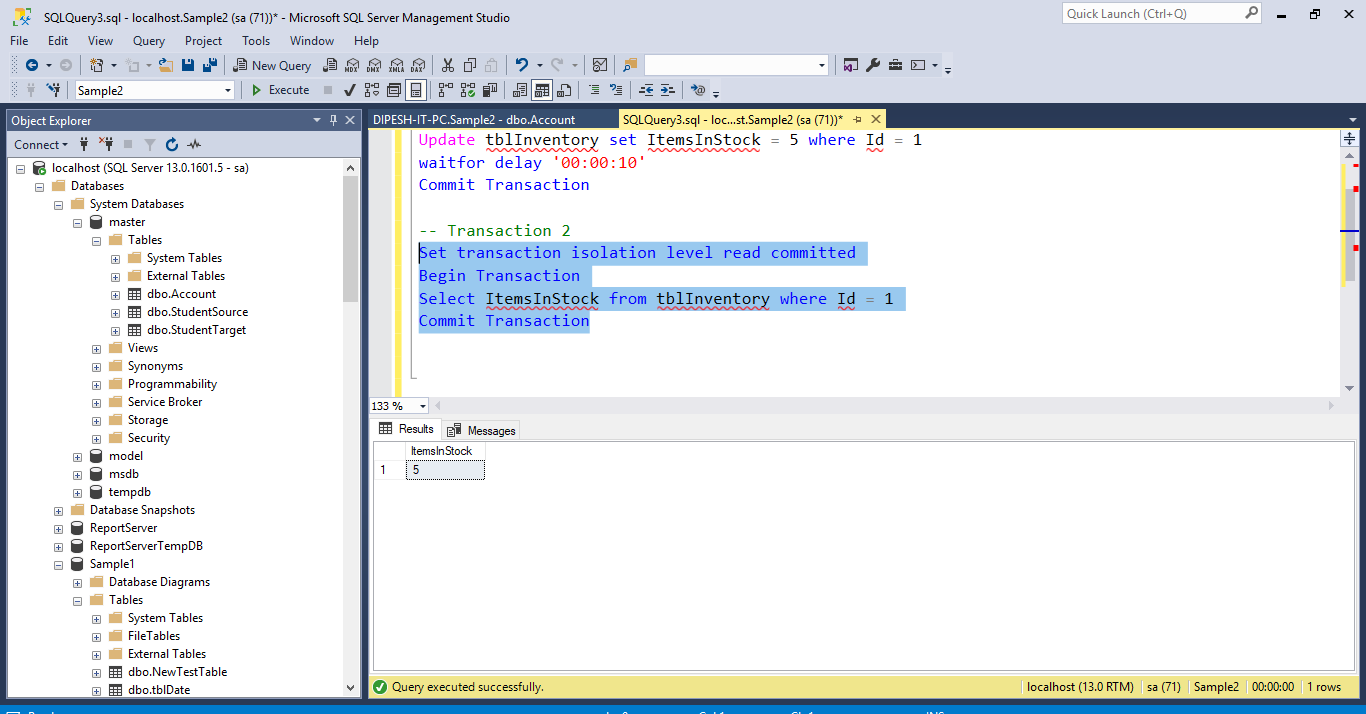 SQLQuery3.sql - localhost.Sample2 (sa (71))* - Microsoft SQL Server Management Studio
Quick Launch (Ctrl+Q)
File Edit View Query Project Tools Window Help
New Query MDX DMX XMLA DAX
Sample2 Execute
Object Explorer
Connect
localhost (SQL Server 13.0.1601.5 - sa)
Databases
System Databases
master
Tables
System Tables
External Tables
dbo.Account
dbo.StudentSource
dbo.StudentTarget
Views
Synonyms
Programmability
Service Broker
Storage
Security
model
msdb
tempdb
Database Snapshots
ReportServer
ReportServerTempDB
Sample1
Database Diagrams
Tables
System Tables
FileTables
External Tables
dbo.NewTestTable
dbo.tblDate
DIPESH-IT-PC.Sample2 - dbo.Account
SQLQuery3.sql - loc...st.Sample2 (sa (71))*
Update tblInventory set ItemsInStock = 5 where Id = 1
waitfor delay '00:00:10'
Commit Transaction
-- Transaction 2
Set transaction isolation level read committed
Begin Transaction
Select ItemsInStock from tblInventory where Id = 1
Commit Transaction
133 %
Results Messages
ItemsInStock
1 5
Query executed successfully.
localhost (13.0 RTM) sa (71) Sample2 00:00:00 1 rows